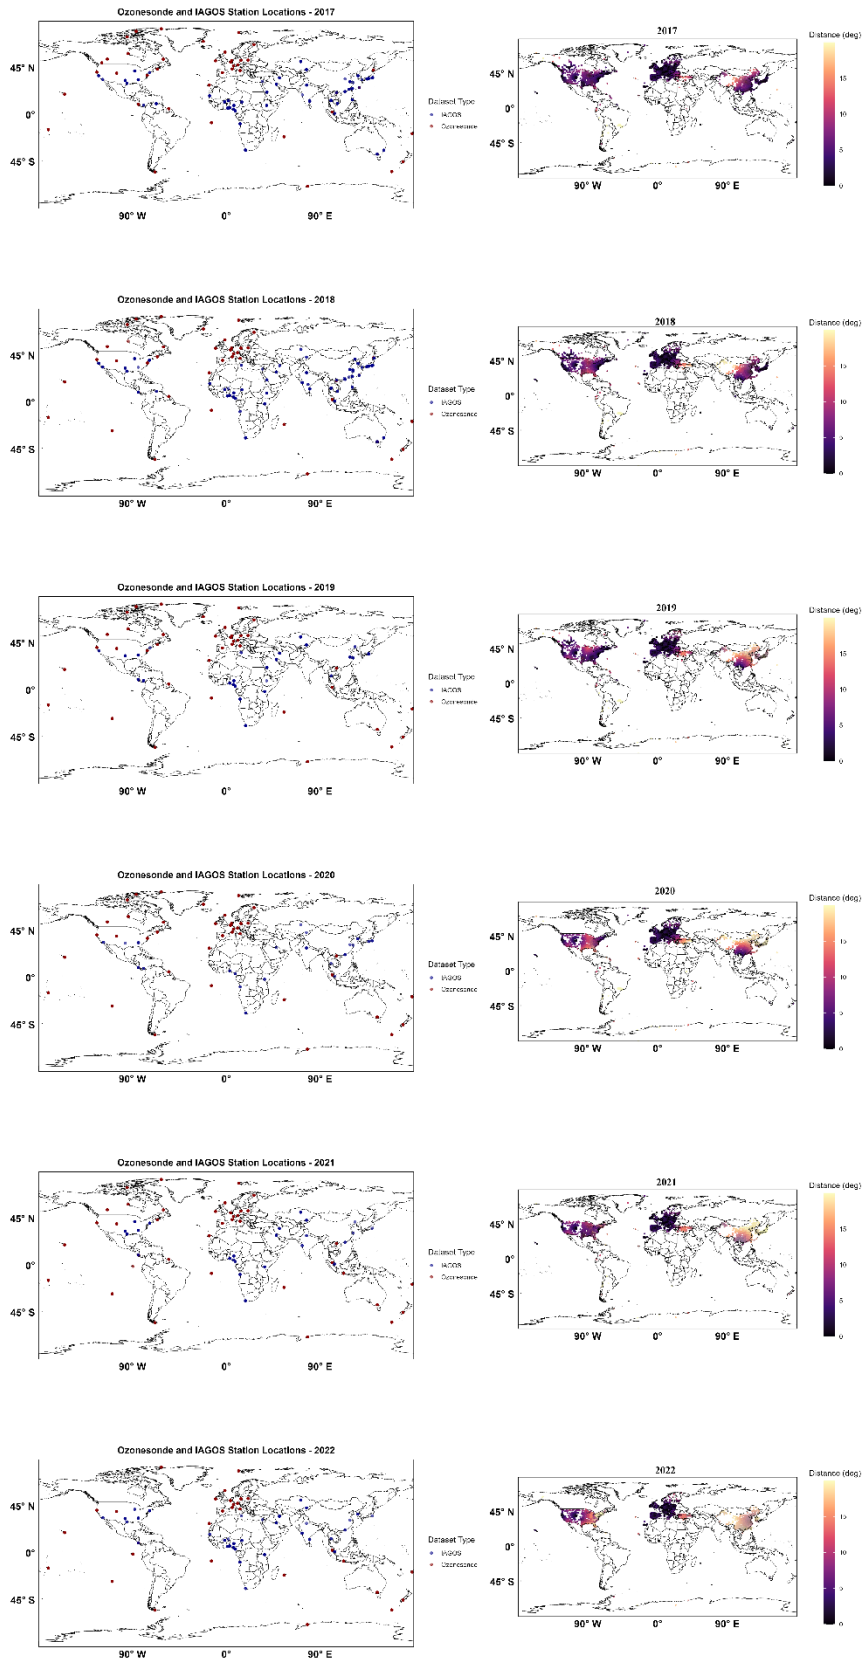 Ozonesonde and IAGOS Station Locations - 2017
45° N
0°
45° S
90° W 0° 90° E
Dataset Type
IAGOS
Ozonesonde
2017
45° N
0°
45° S
90° W 0° 90° E
Distance (deg)
15
10
5
0
Ozonesonde and IAGOS Station Locations - 2018
45° N
0°
45° S
90° W 0° 90° E
Dataset Type
IAGOS
Ozonesonde
2018
45° N
0°
45° S
90° W 0° 90° E
Distance (deg)
15
10
5
0
Ozonesonde and IAGOS Station Locations - 2019
45° N
0°
45° S
90° W 0° 90° E
Dataset Type
IAGOS
Ozonesonde
2019
45° N
0°
45° S
90° W 0° 90° E
Distance (deg)
15
10
5
0
Ozonesonde and IAGOS Station Locations - 2020
45° N
0°
45° S
90° W 0° 90° E
Dataset Type
IAGOS
Ozonesonde
2020
45° N
0°
45° S
90° W 0° 90° E
Distance (deg)
15
10
5
0
Ozonesonde and IAGOS Station Locations - 2021
45° N
0°
45° S
90° W 0° 90° E
Dataset Type
IAGOS
Ozonesonde
2021
45° N
0°
45° S
90° W 0° 90° E
Distance (deg)
15
10
5
0
Ozonesonde and IAGOS Station Locations - 2022
45° N
0°
45° S
90° W 0° 90° E
Dataset Type
IAGOS
Ozonesonde
2022
45° N
0°
45° S
90° W 0° 90° E
Distance (deg)
15
10
5
0